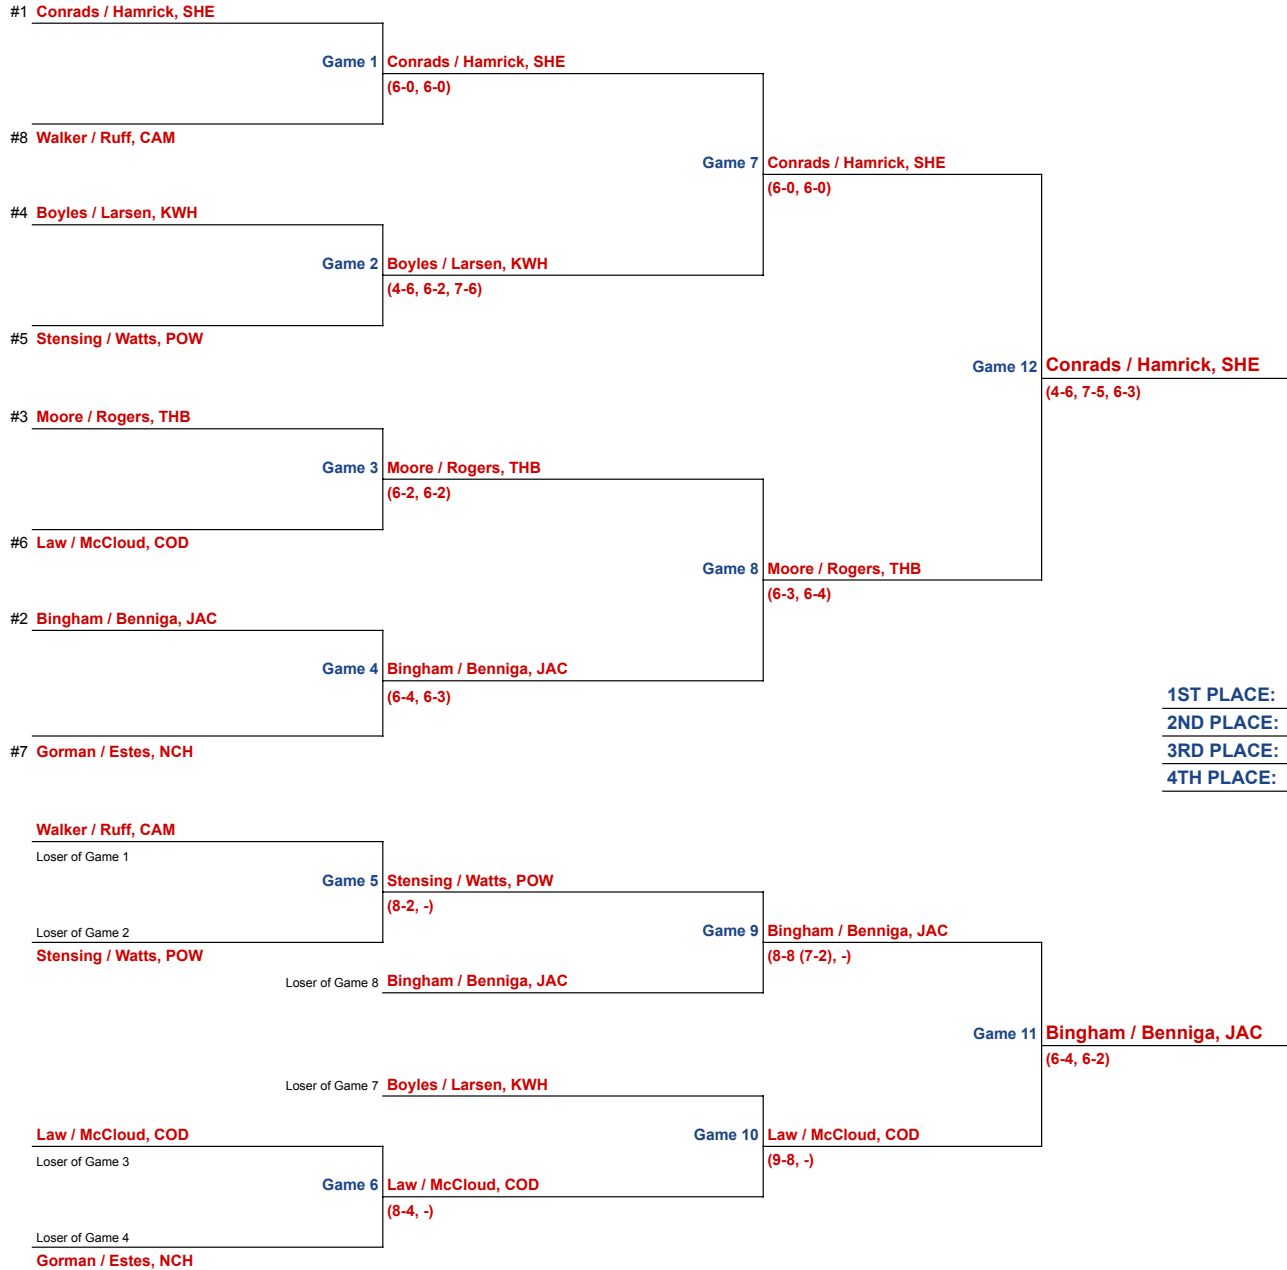 #1 Conrads / Hamrick, SHE
Game 1 Conrads / Hamrick, SHE
(6-0, 6-0)
#8 Walker / Ruff, CAM
Game 7 Conrads / Hamrick, SHE
(6-0, 6-0)
#4 Boyles / Larsen, KWH
Game 2 Boyles / Larsen, KWH
(4-6, 6-2, 7-6)
#5 Stensing / Watts, POW
Game 12 Conrads / Hamrick, SHE
(4-6, 7-5, 6-3)
#3 Moore / Rogers, THB
Game 3 Moore / Rogers, THB
(6-2, 6-2)
#6 Law / McCloud, COD
Game 8 Moore / Rogers, THB
(6-3, 6-4)
#2 Bingham / Benniga, JAC
Game 4 Bingham / Benniga, JAC
(6-4, 6-3)
#7 Gorman / Estes, NCH
1ST PLACE:
2ND PLACE:
3RD PLACE:
4TH PLACE:
Walker / Ruff, CAM
Loser of Game 1
Game 5 Stensing / Watts, POW
(8-2, -)
Loser of Game 2
Stensing / Watts, POW
Game 9 Bingham / Benniga, JAC
(8-8 (7-2), -)
Loser of Game 8 Bingham / Benniga, JAC
Game 11 Bingham / Benniga, JAC
(6-4, 6-2)
Loser of Game 7 Boyles / Larsen, KWH
Law / McCloud, COD
Loser of Game 3
Game 10 Law / McCloud, COD
(9-8, -)
Game 6 Law / McCloud, COD
(8-4, -)
Loser of Game 4
Gorman / Estes, NCH